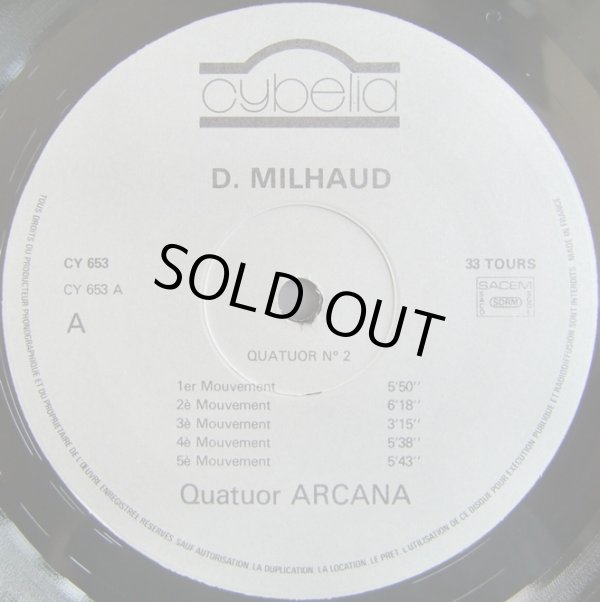 cybelia
D. MILHAUD
CY 653
33 TOURS
CY 653 A
SACEM
SDRM
A
SOLD OUT
QUATUOR Nº 2
1er Mouvement 5'50''
2è Mouvement 6'18''
3è Mouvement 3'15''
4è Mouvement 5'38''
5è Mouvement 5'43''
Quatuor ARCANA
TOUS DROITS DU PRODUCTEUR PHONOGRAPHIQUE ET DU PROPRIETAIRE DE L'ŒUVRE ENREGISTREE RESERVES. SAUF AUTORISATION, LA DUPLICATION, LA LOCATION, LE PRET, L'UTILISATION DE CE DISQUE POUR EXECUTION PUBLIQUE ET RADIODIFFUSION SONT INTERDITS. MADE IN FRANCE